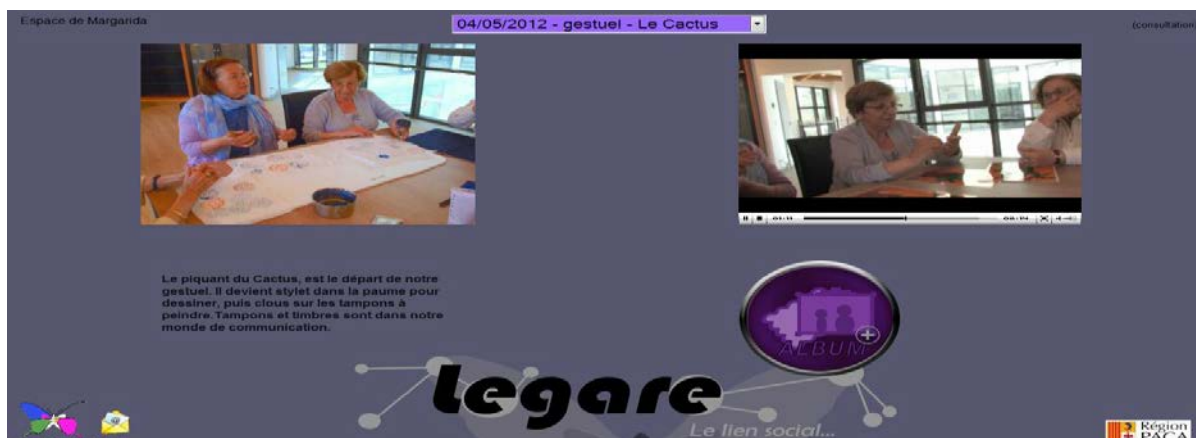 Espace de Margarida
04/05/2012 - gestuel - Le Cactus
(consultation)
Le piquant du Cactus, est le départ de notre
gestuel. Il devient stylet dans la paume pour
dessiner, puis clous sur les tampons à
peindre. Tampons et timbres sont dans notre
monde de communication.
ALBUM
Legare
Le lien social...
Région
PACA